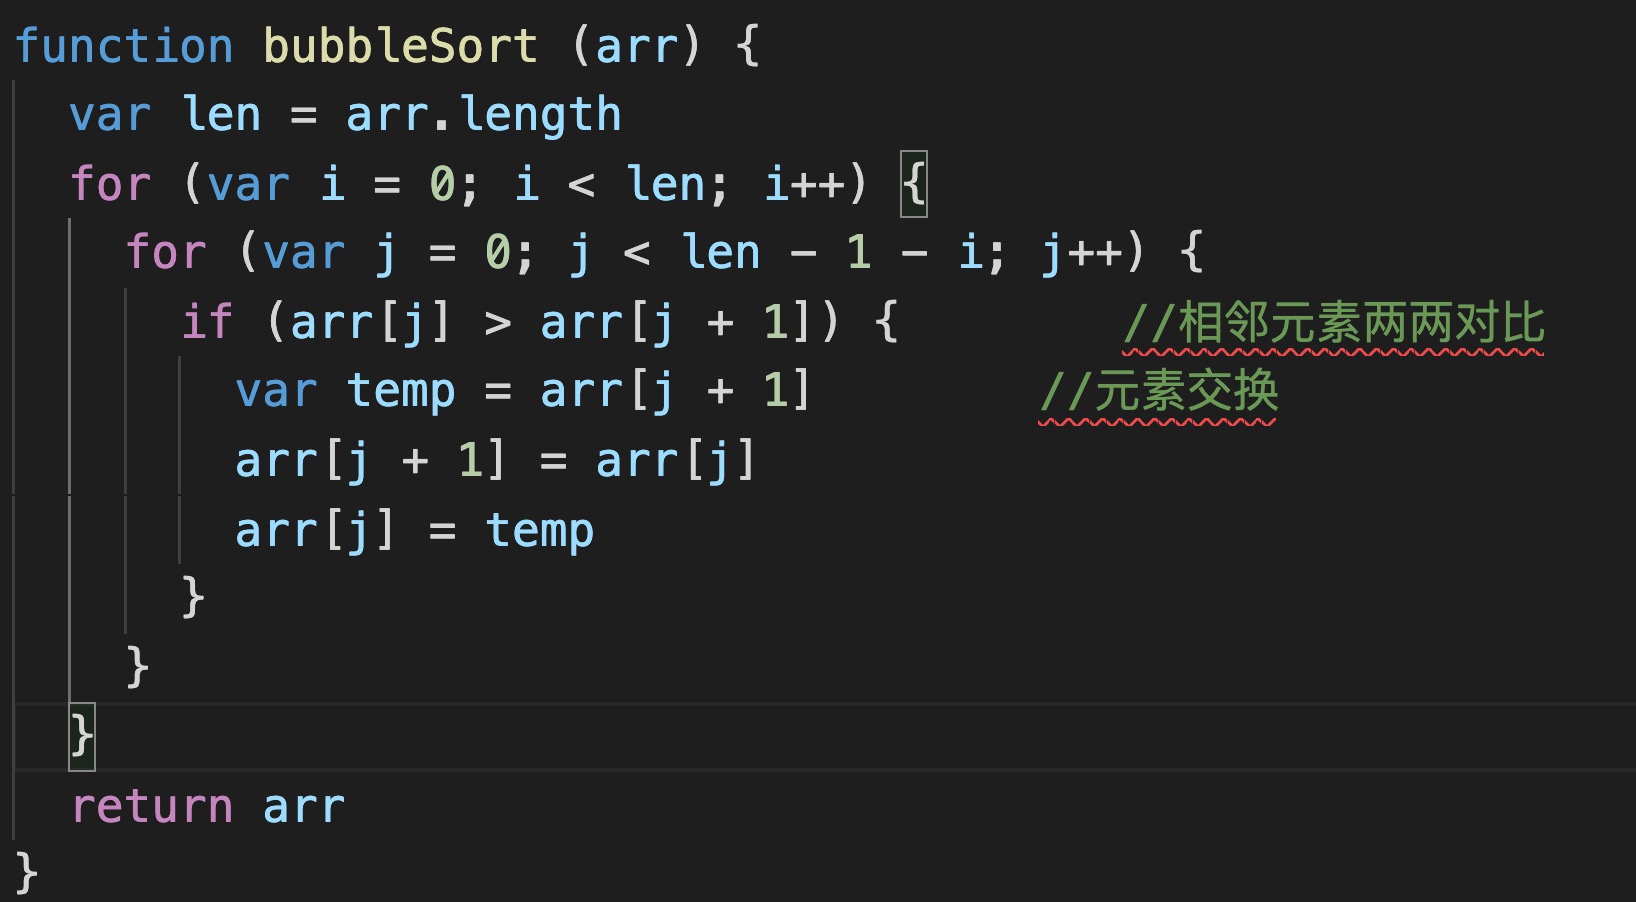 function bubbleSort (arr) {
  var len = arr.length
  for (var i = 0; i < len; i++) {
    for (var j = 0; j < len - 1 - i; j++) {
      if (arr[j] > arr[j + 1]) {        //相邻元素两两对比
        var temp = arr[j + 1]        //元素交换
        arr[j + 1] = arr[j]
        arr[j] = temp
      }
    }
  }
  return arr
}